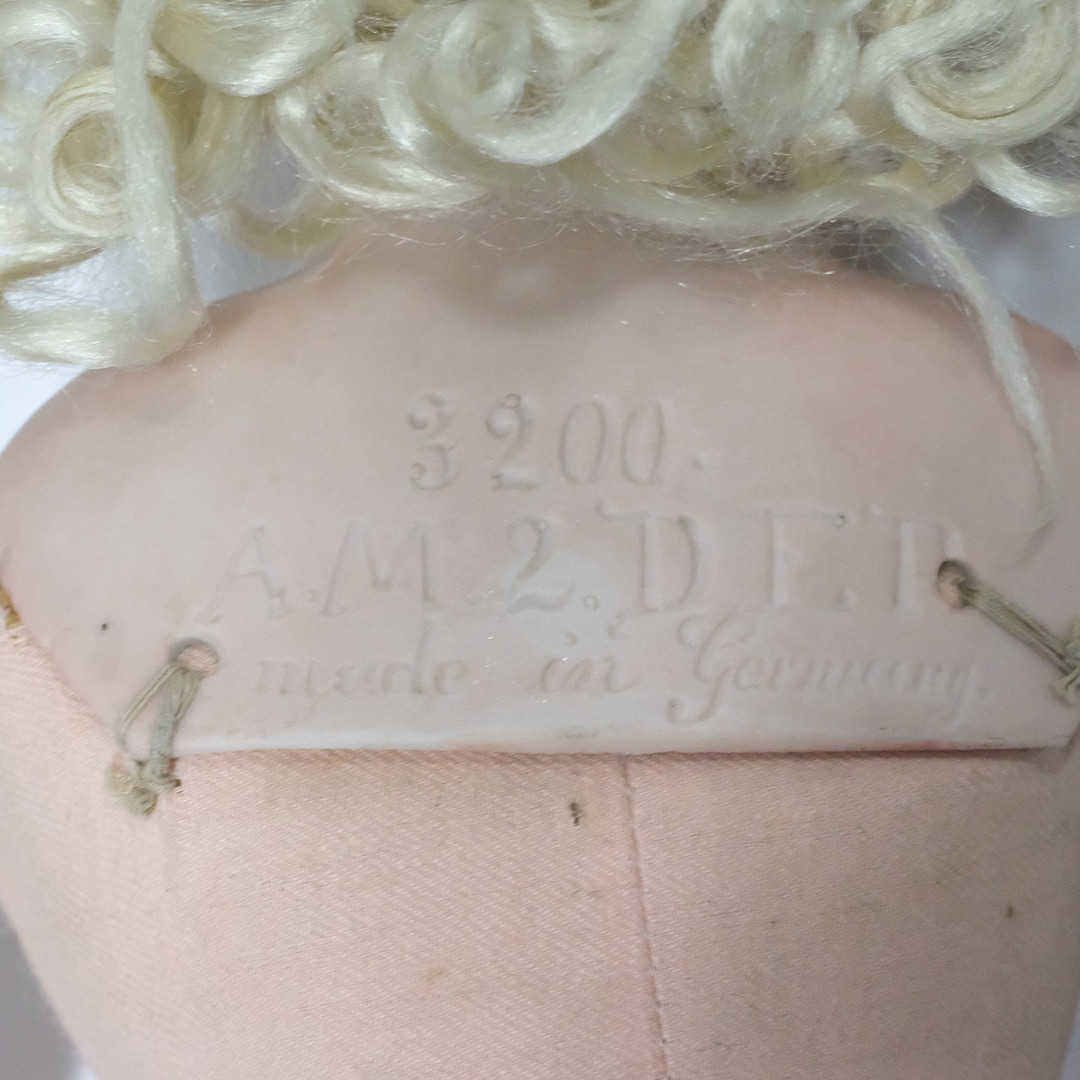 3200.
A.M. 2. DEP
made in Germany.